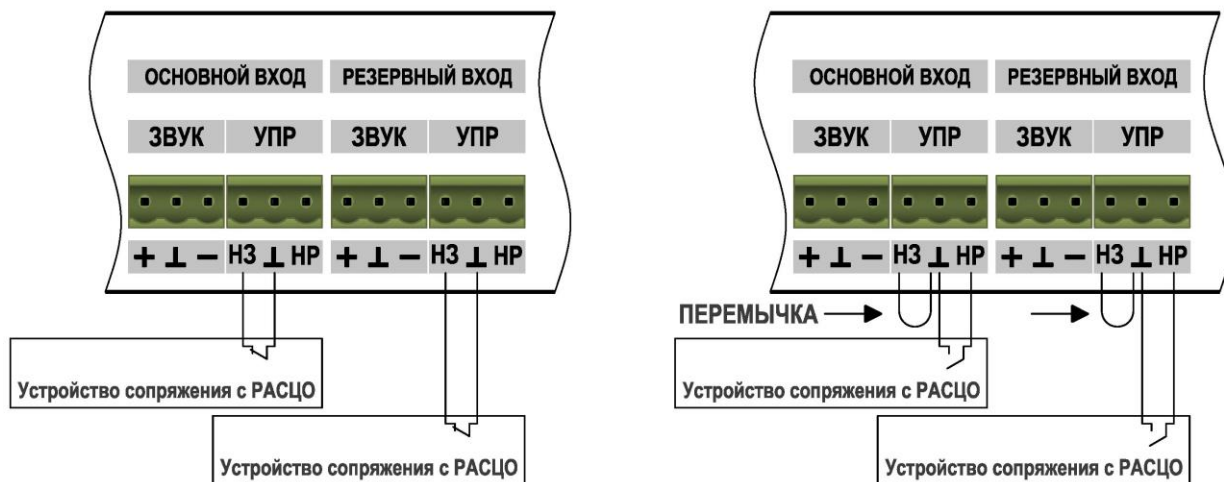 ОСНОВНОЙ ВХОД РЕЗЕРВНЫЙ ВХОД
ЗВУК УПР ЗВУК УПР
+ ⊥ − НЗ ⊥ НР + ⊥ − НЗ ⊥ НР
Устройство сопряжения с РАСЦО
Устройство сопряжения с РАСЦО
ОСНОВНОЙ ВХОД РЕЗЕРВНЫЙ ВХОД
ЗВУК УПР ЗВУК УПР
+ ⊥ − НЗ ⊥ НР + ⊥ − НЗ ⊥ НР
ПЕРЕМЫЧКА
Устройство сопряжения с РАСЦО
Устройство сопряжения с РАСЦО